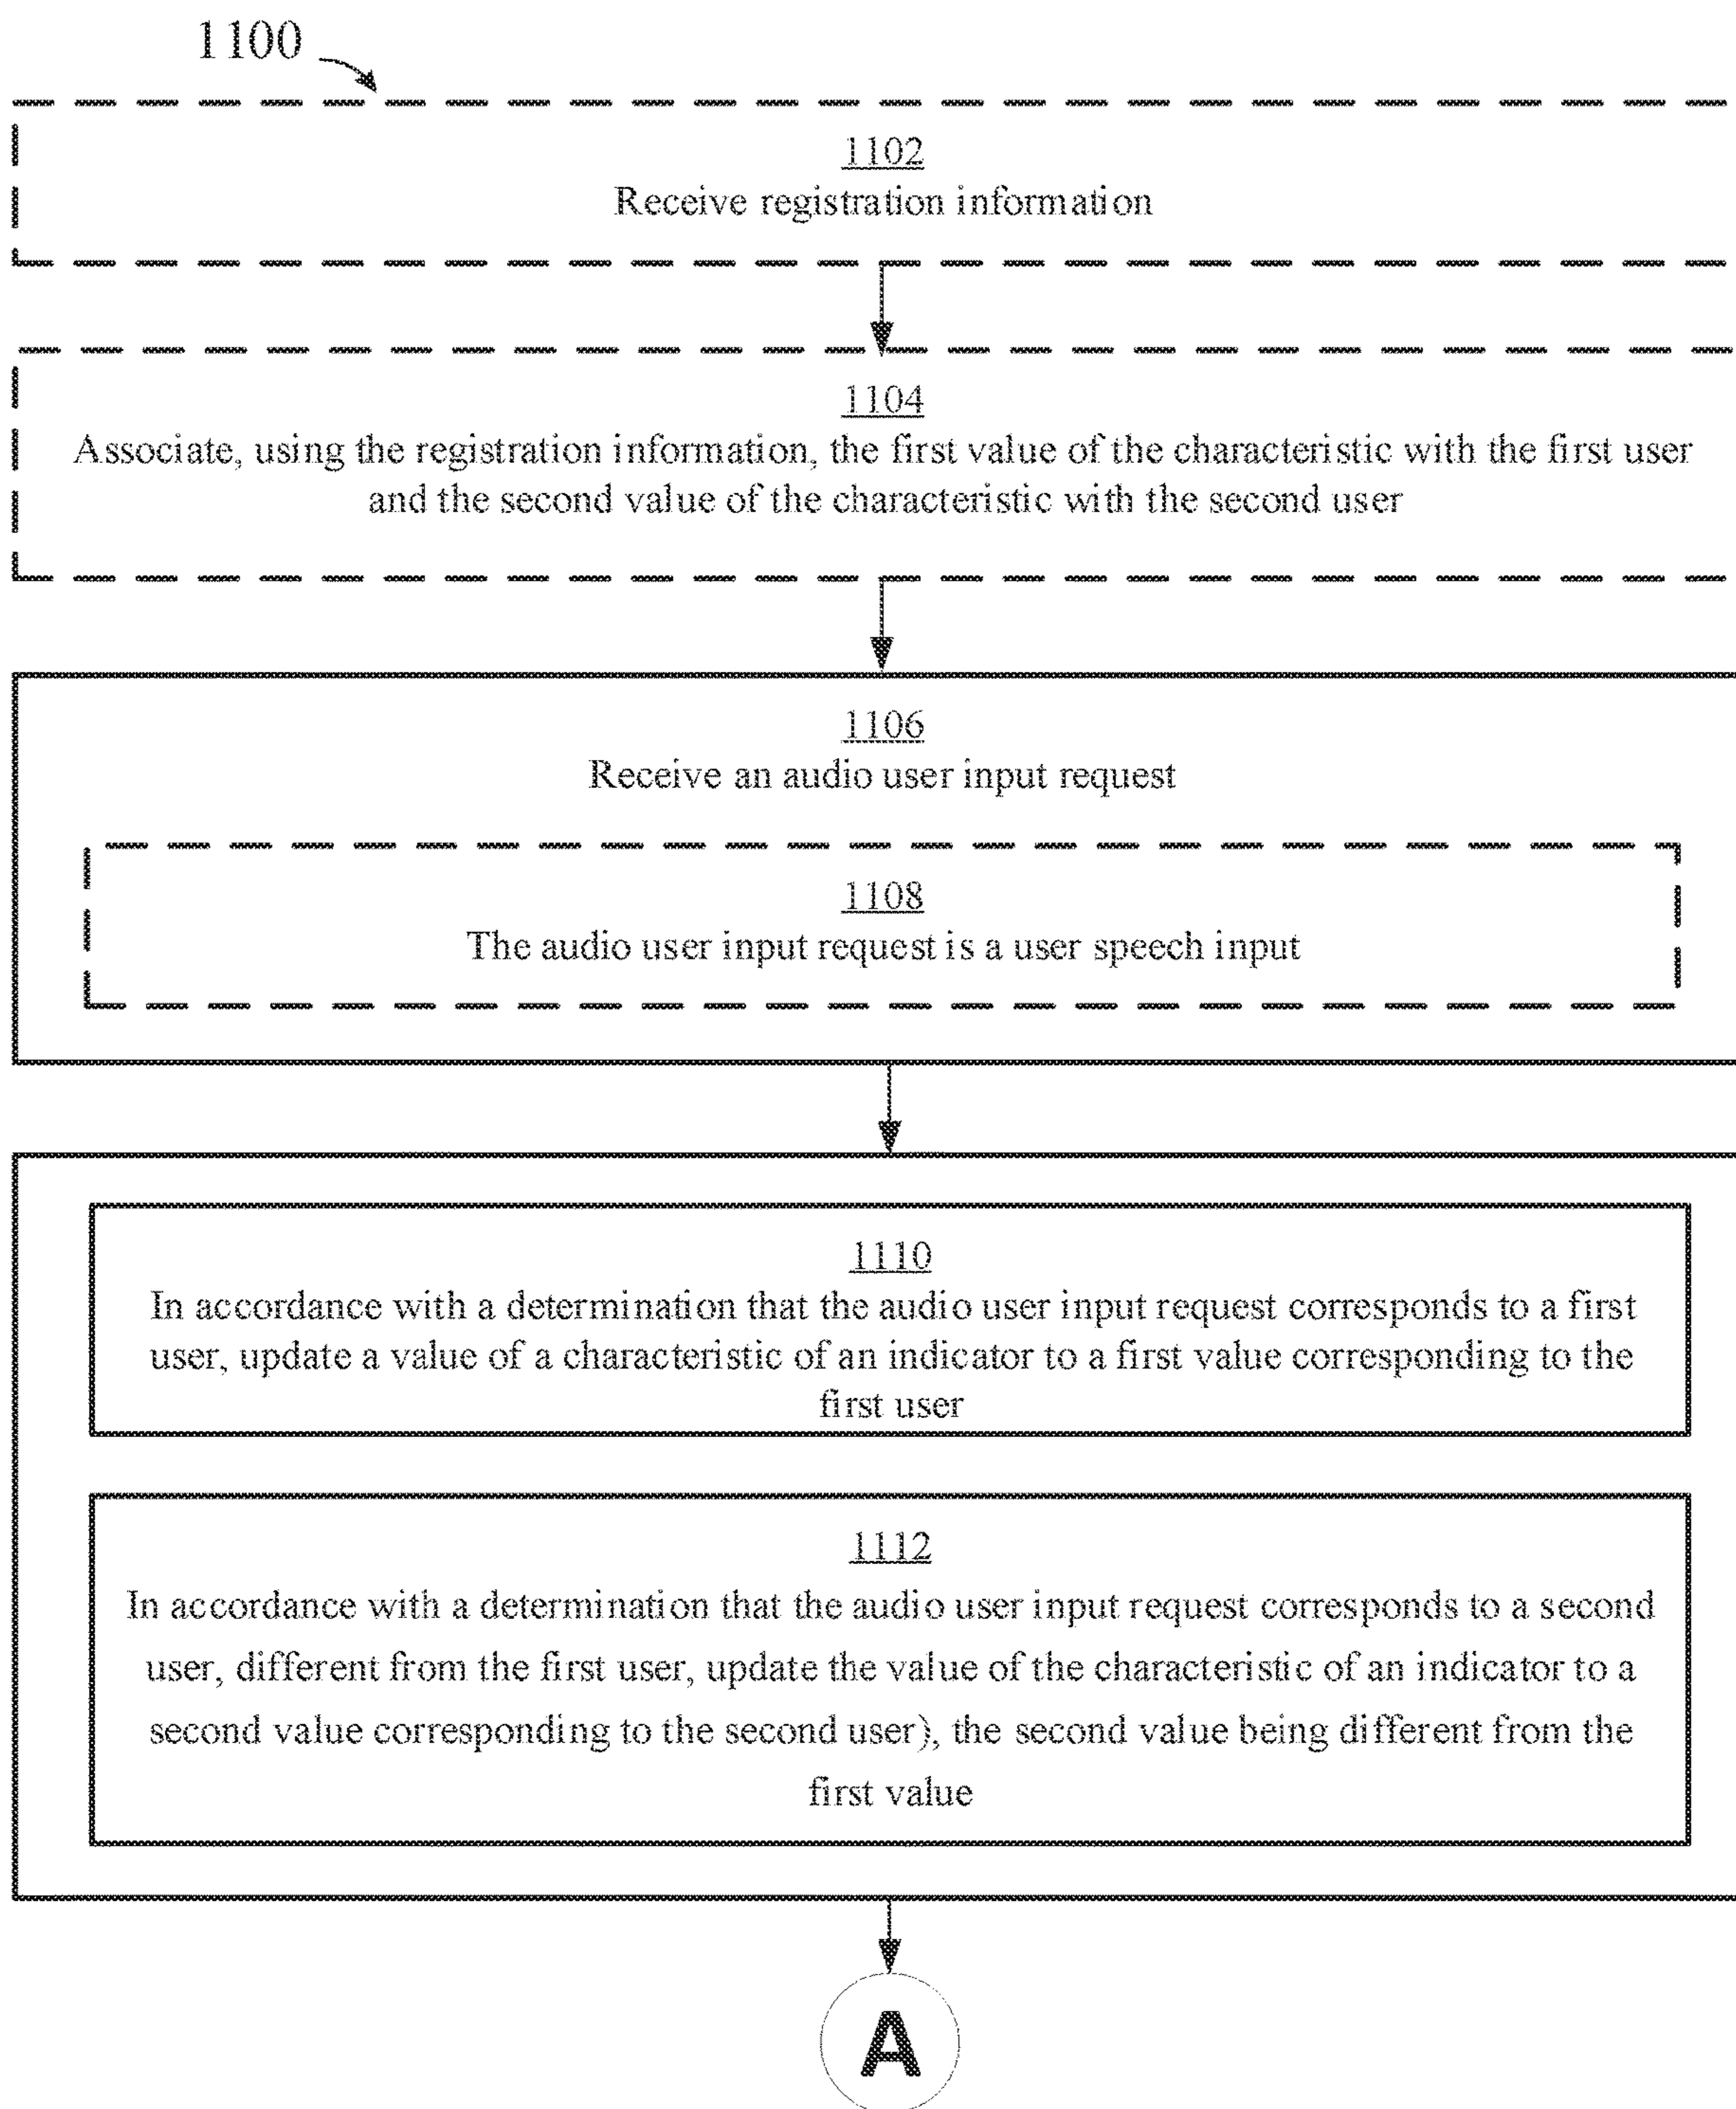 1100
1102
Receive registration information
1104
Associate, using the registration information, the first value of the characteristic with the first user
and the second value of the characteristic with the second user
1106
Receive an audio user input request
1108
The audio user input request is a user speech input
1110
In accordance with a determination that the audio user input request corresponds to a first
user, update a value of a characteristic of an indicator to a first value corresponding to the
first user
1112
In accordance with a determination that the audio user input request corresponds to a second
user, different from the first user, update the value of the characteristic of an indicator to a
second value corresponding to the second user), the second value being different from the
first value
A